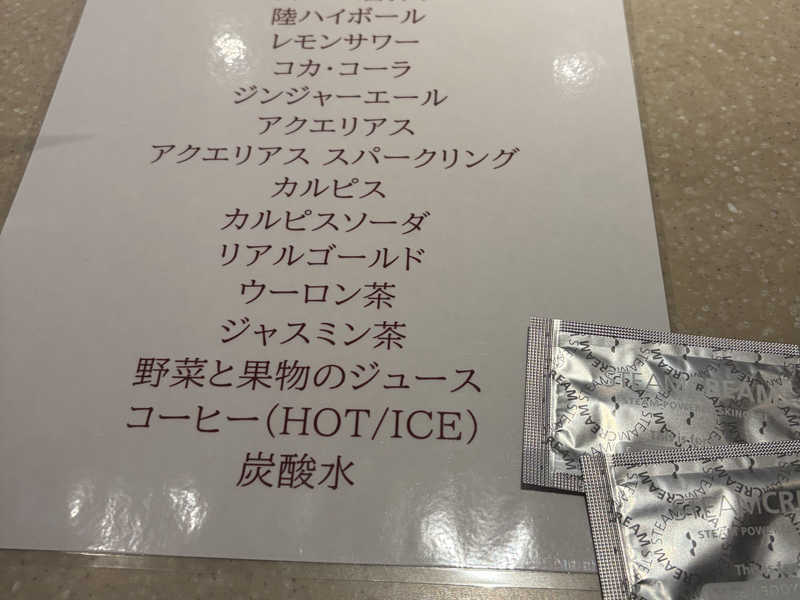 陸ハイボール
レモンサワー
コカ・コーラ
ジンジャーエール
アクエリアス
アクエリアス スパークリング
カルピス
カルピスソーダ
リアルゴールド
ウーロン茶
ジャスミン茶
野菜と果物のジュース
コーヒー(HOT/ICE)
炭酸水
STEAMCREAM
STEAM POWER